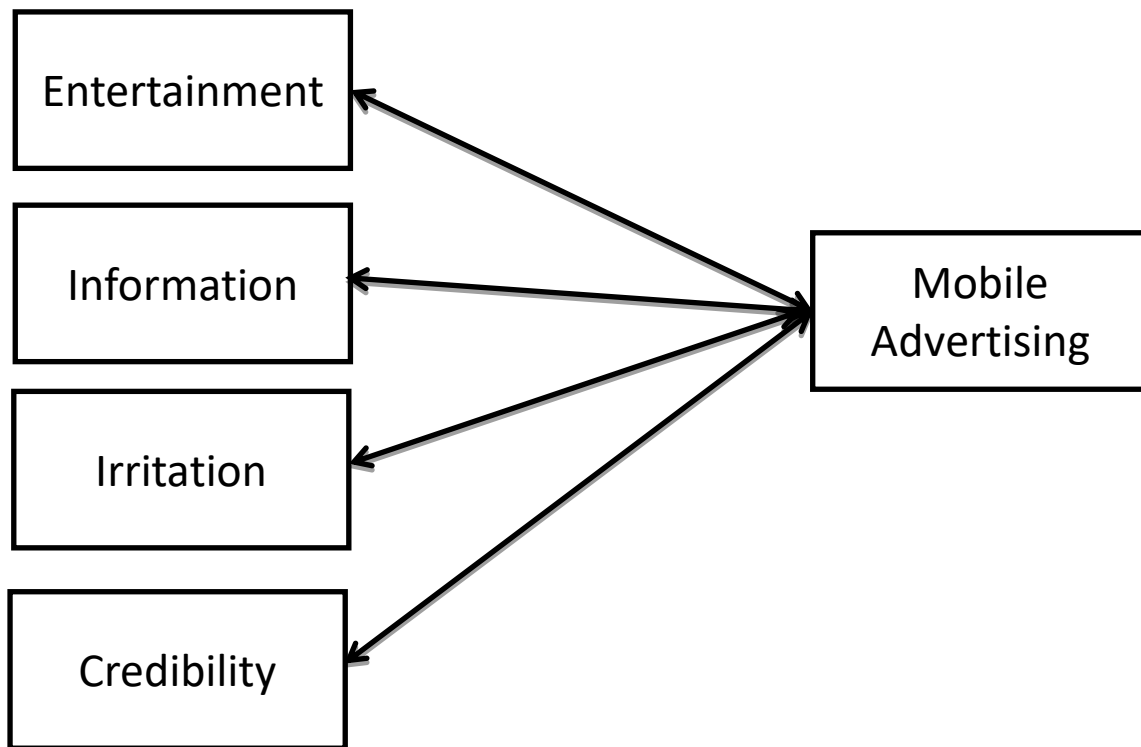 Entertainment
Information
Mobile
Advertising
Irritation
Credibility